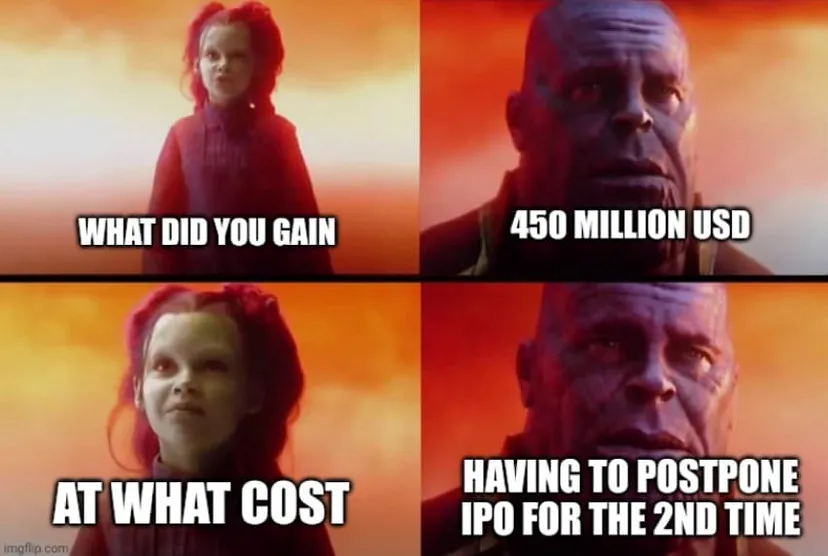 WHAT DID YOU GAIN
450 MILLION USD
AT WHAT COST
HAVING TO POSTPONE
IPO FOR THE 2ND TIME
imgflip.com